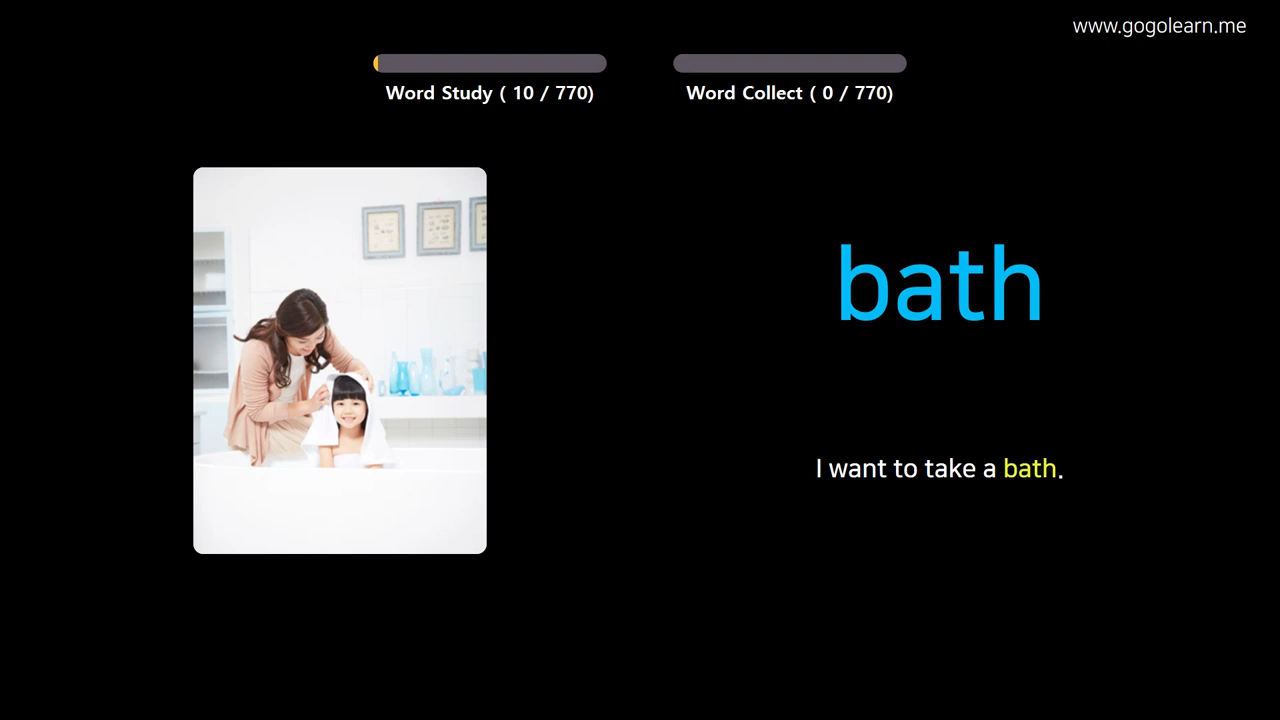 www.gogolearn.me
Word Study ( 10 / 770)
Word Collect ( 0 / 770)
bath
I want to take a bath.